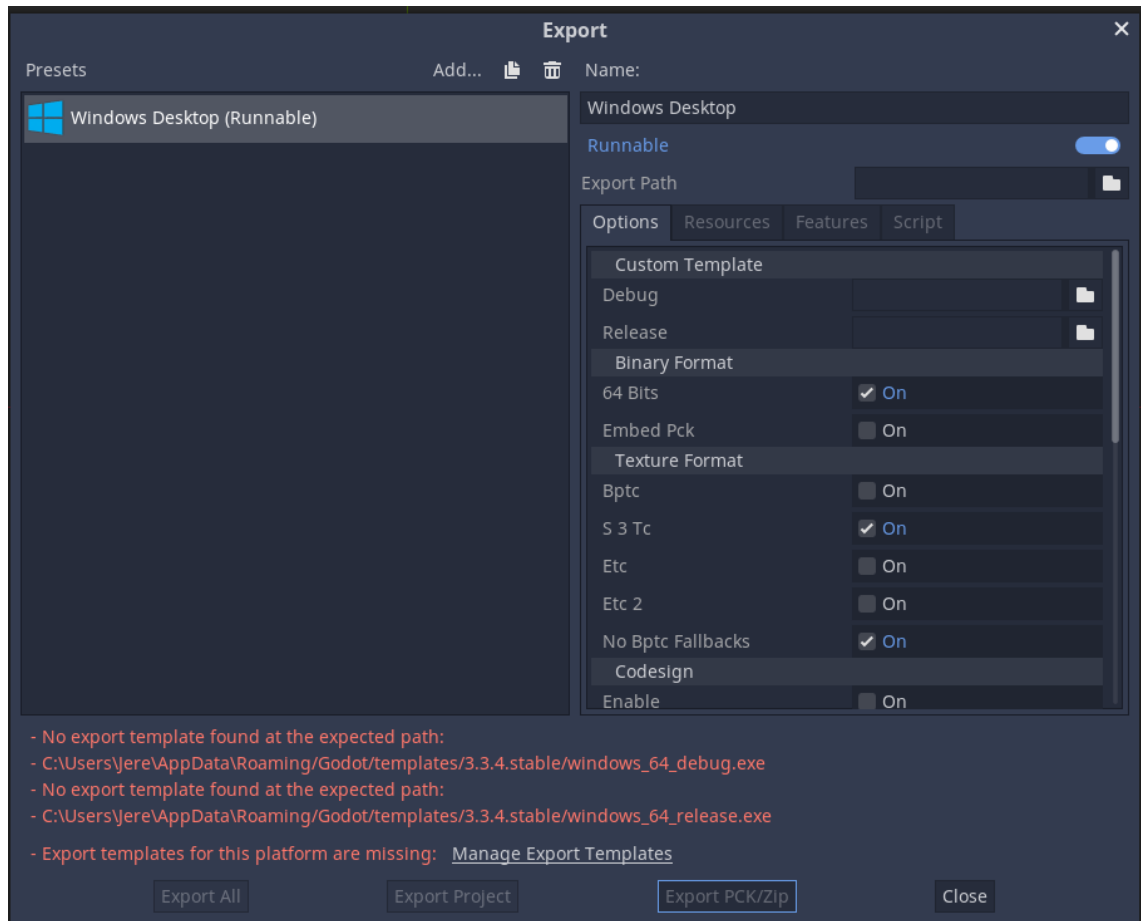 Export
Presets
Add...
Windows Desktop (Runnable)
Name:
Windows Desktop
Runnable
Export Path
Options Resources Features Script
Custom Template
Debug
Release
Binary Format
64 Bits On
Embed Pck On
Texture Format
Bptc On
S 3 Tc On
Etc On
Etc 2 On
No Bptc Fallbacks On
Codesign
Enable On
- No export template found at the expected path:
- C:\Users\Jere\AppData\Roaming/Godot/templates/3.3.4.stable/windows_64_debug.exe
- No export template found at the expected path:
- C:\Users\Jere\AppData\Roaming/Godot/templates/3.3.4.stable/windows_64_release.exe
- Export templates for this platform are missing: Manage Export Templates
Export All Export Project Export PCK/Zip Close